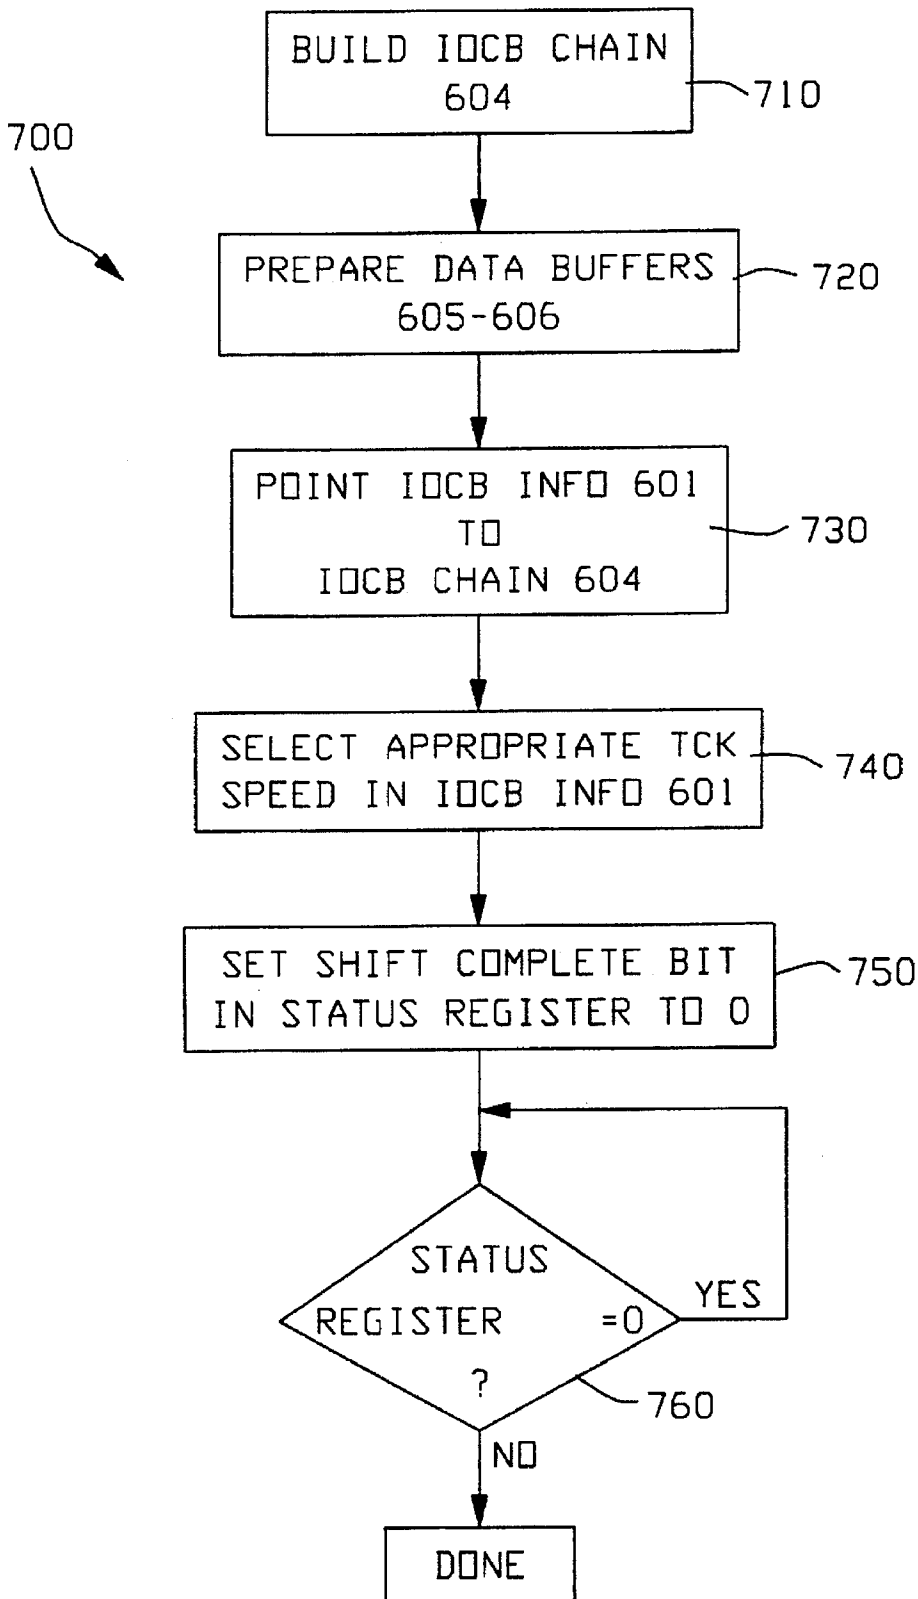 BUILD IOCB CHAIN
604
710
700
PREPARE DATA BUFFERS
605-606
720
POINT IOCB INFO 601
TO
IOCB CHAIN 604
730
SELECT APPROPRIATE TCK
SPEED IN IOCB INFO 601
740
SET SHIFT COMPLETE BIT
IN STATUS REGISTER TO 0
750
STATUS
REGISTER =0
?
YES
760
NO
DONE